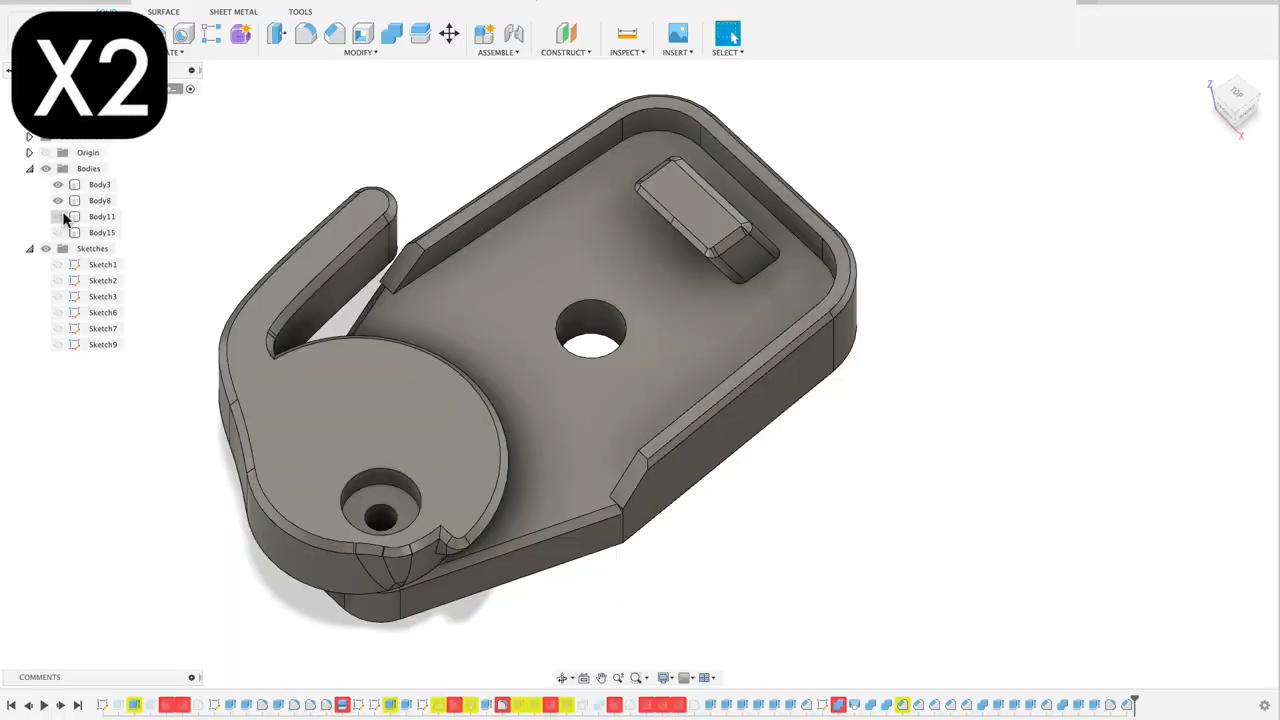 SURFACE SHEET METAL TOOLS
MODIFY ASSEMBLE CONSTRUCT INSPECT INSERT SELECT
X2
Origin
Bodies
Body3
Body8
Body11
Body15
Sketches
Sketch1
Sketch2
Sketch3
Sketch6
Sketch7
Sketch9
Z
TOP
X
COMMENTS